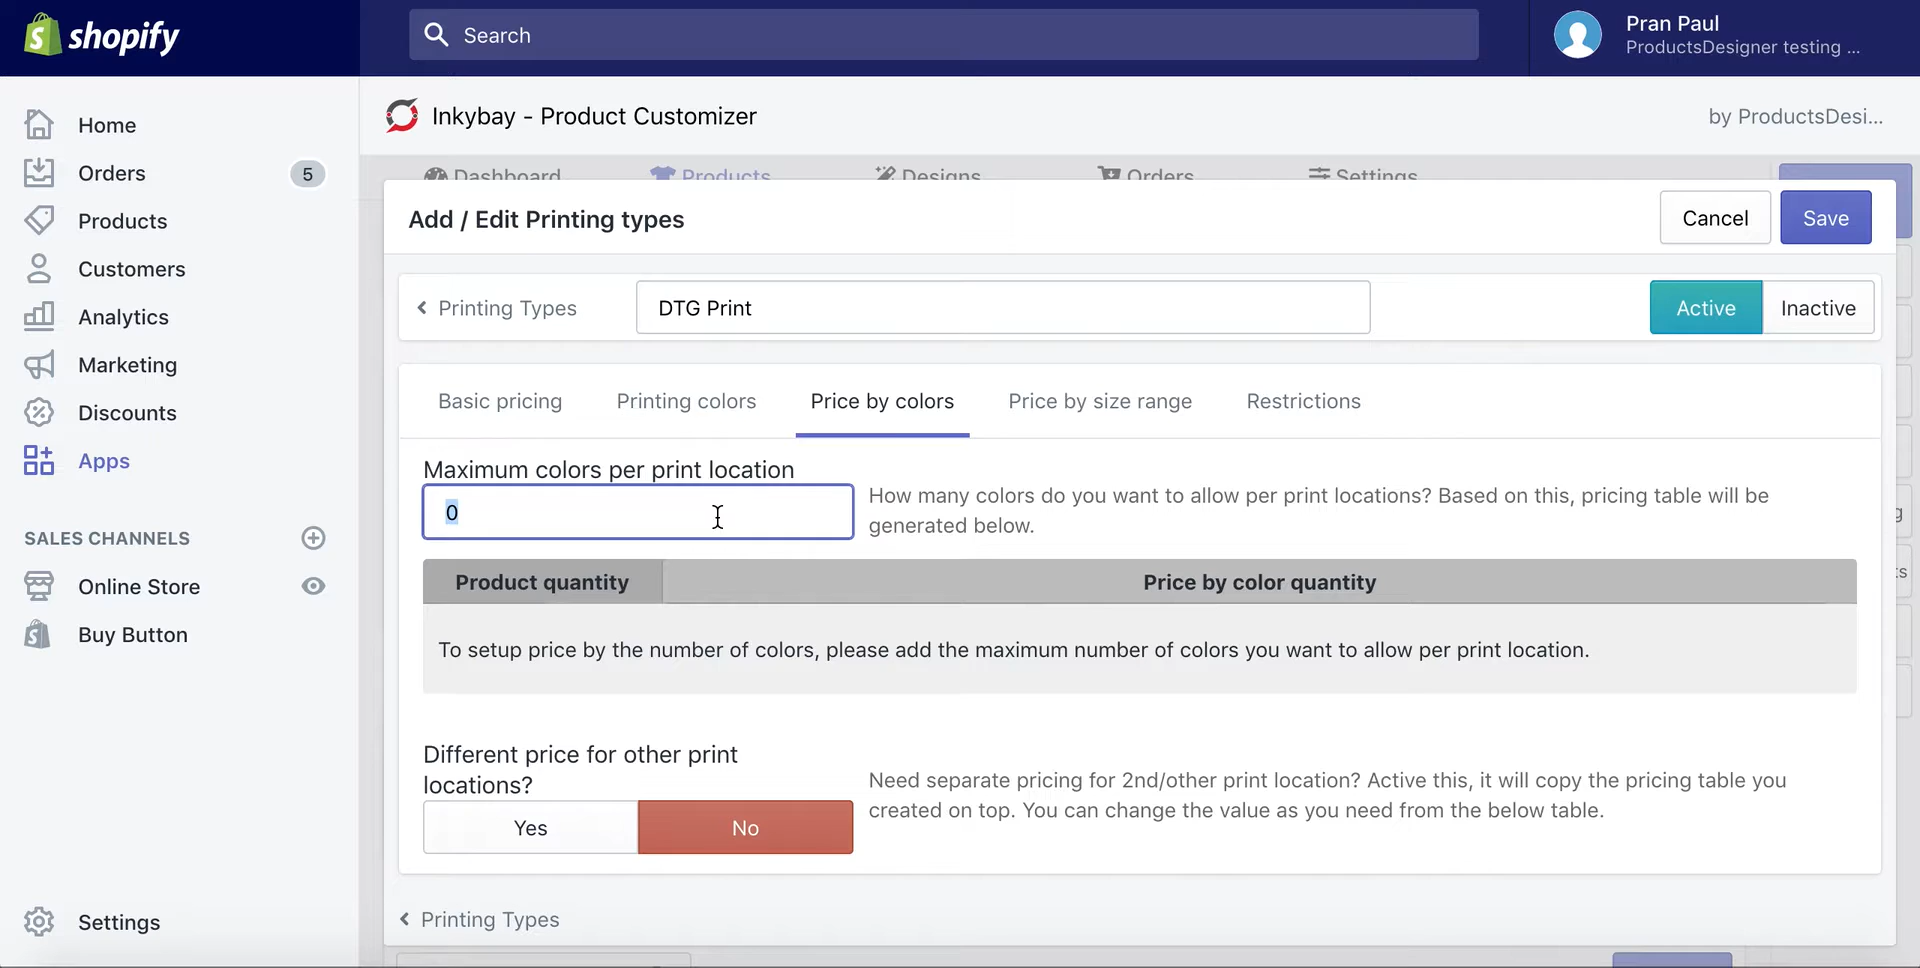 shopify
Search
Pran Paul
ProductsDesigner testing ...
Home
Orders
5
Products
Customers
Analytics
Marketing
Discounts
Apps
SALES CHANNELS
Online Store
Buy Button
Settings
Inkybay - Product Customizer
by ProductsDesi...
Dashboard
Products
Designs
Orders
Settings
Add / Edit Printing types
Cancel
Save
Printing Types
DTG Print
Active
Inactive
Basic pricing
Printing colors
Price by colors
Price by size range
Restrictions
Maximum colors per print location
0
How many colors do you want to allow per print locations? Based on this, pricing table will be
generated below.
Product quantity
Price by color quantity
To setup price by the number of colors, please add the maximum number of colors you want to allow per print location.
Different price for other print
locations?
Yes
No
Need separate pricing for 2nd/other print location? Active this, it will copy the pricing table you
created on top. You can change the value as you need from the below table.
Printing Types